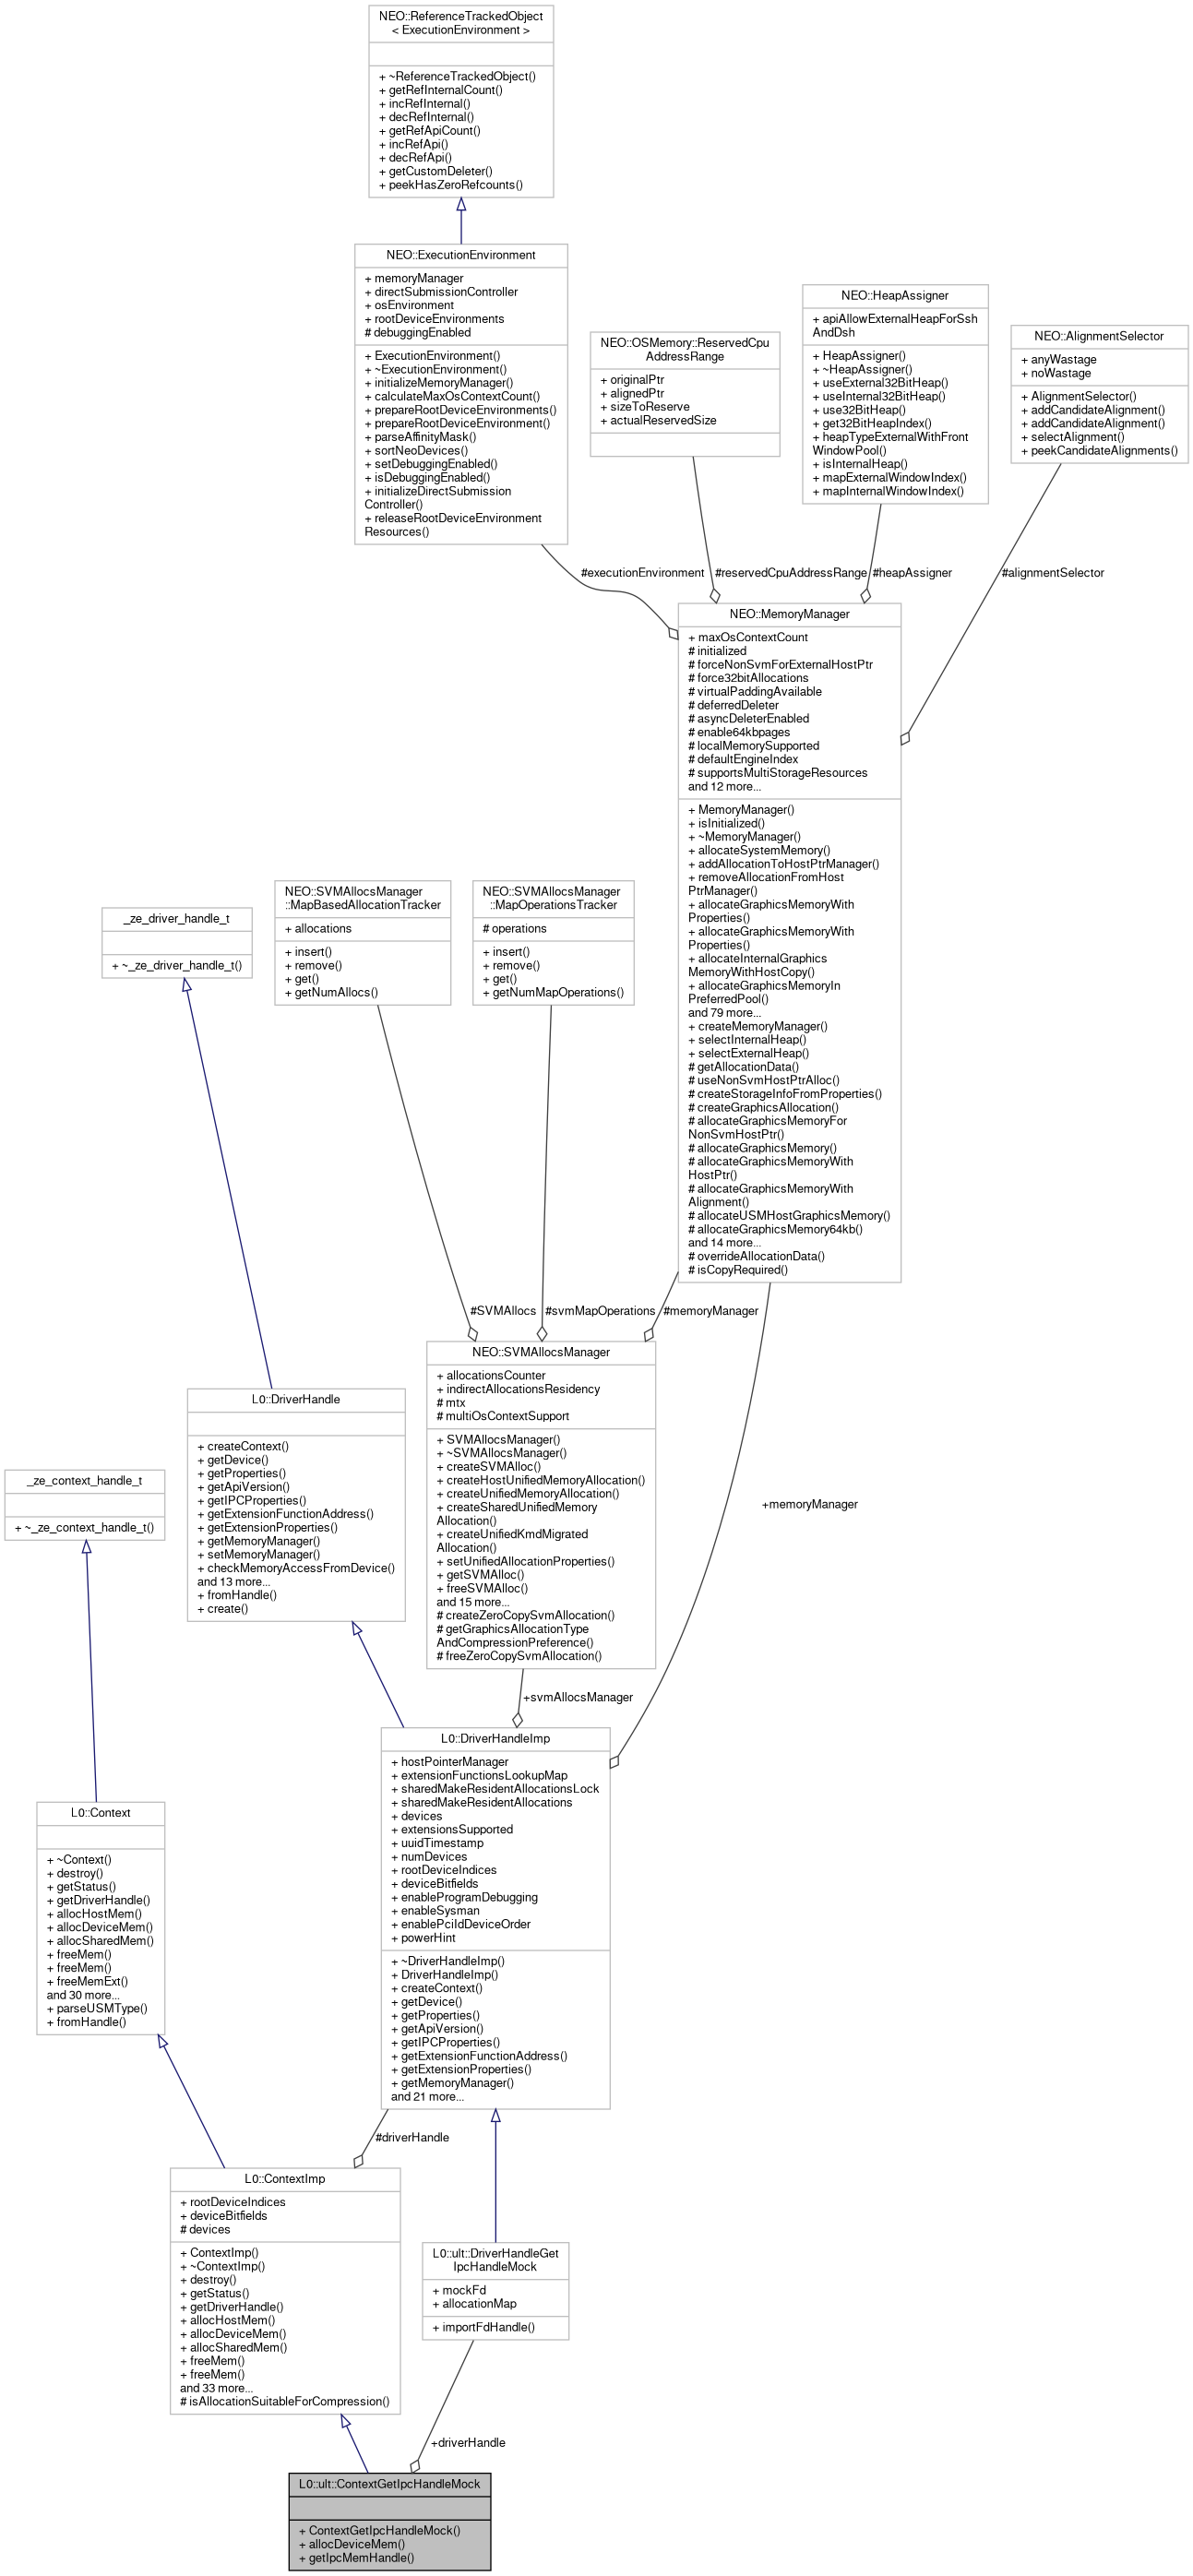 NEO::ReferenceTrackedObject
< ExecutionEnvironment >
+ ~ReferenceTrackedObject()
+ getRefInternalCount()
+ incRefInternal()
+ decRefInternal()
+ getRefApiCount()
+ incRefApi()
+ decRefApi()
+ getCustomDeleter()
+ peekHasZeroRefcounts()
NEO::ExecutionEnvironment
+ memoryManager
+ directSubmissionController
+ osEnvironment
+ rootDeviceEnvironments
# debuggingEnabled
+ ExecutionEnvironment()
+ ~ExecutionEnvironment()
+ initializeMemoryManager()
+ calculateMaxOsContextCount()
+ prepareRootDeviceEnvironments()
+ prepareRootDeviceEnvironment()
+ parseAffinityMask()
+ sortNeoDevices()
+ setDebuggingEnabled()
+ isDebuggingEnabled()
+ initializeDirectSubmission
Controller()
+ releaseRootDeviceEnvironment
Resources()
NEO::OSMemory::ReservedCpu
AddressRange
+ originalPtr
+ alignedPtr
+ sizeToReserve
+ actualReservedSize
NEO::HeapAssigner
+ apiAllowExternalHeapForSsh
AndDsh
+ HeapAssigner()
+ ~HeapAssigner()
+ useExternal32BitHeap()
+ useInternal32BitHeap()
+ use32BitHeap()
+ get32BitHeapIndex()
+ heapTypeExternalWithFront
WindowPool()
+ isInternalHeap()
+ mapExternalWindowIndex()
+ mapInternalWindowIndex()
NEO::AlignmentSelector
+ anyWastage
+ noWastage
+ AlignmentSelector()
+ addCandidateAlignment()
+ addCandidateAlignment()
+ selectAlignment()
+ peekCandidateAlignments()
#executionEnvironment
#reservedCpuAddressRange
#heapAssigner
#alignmentSelector
NEO::MemoryManager
+ maxOsContextCount
# initialized
# forceNonSvmForExternalHostPtr
# force32bitAllocations
# virtualPaddingAvailable
# deferredDeleter
# asyncDeleterEnabled
# enable64kbpages
# localMemorySupported
# defaultEngineIndex
# supportsMultiStorageResources
and 12 more...
+ MemoryManager()
+ isInitialized()
+ ~MemoryManager()
+ allocateSystemMemory()
+ addAllocationToHostPtrManager()
+ removeAllocationFromHost
PtrManager()
+ allocateGraphicsMemoryWith
Properties()
+ allocateGraphicsMemoryWith
Properties()
+ allocateInternalGraphics
MemoryWithHostCopy()
+ allocateGraphicsMemoryIn
PreferredPool()
and 79 more...
+ createMemoryManager()
+ selectInternalHeap()
+ selectExternalHeap()
# getAllocationData()
# useNonSvmHostPtrAlloc()
# createStorageInfoFromProperties()
# createGraphicsAllocation()
# allocateGraphicsMemoryFor
NonSvmHostPtr()
# allocateGraphicsMemory()
# allocateGraphicsMemoryWith
HostPtr()
# allocateGraphicsMemoryWith
Alignment()
# allocateUSMHostGraphicsMemory()
# allocateGraphicsMemory64kb()
and 14 more...
# overrideAllocationData()
# isCopyRequired()
NEO::SVMAllocsManager
::MapBasedAllocationTracker
+ allocations
+ insert()
+ remove()
+ get()
+ getNumAllocs()
NEO::SVMAllocsManager
::MapOperationsTracker
# operations
+ insert()
+ remove()
+ get()
+ getNumMapOperations()
_ze_driver_handle_t
+ ~_ze_driver_handle_t()
#SVMAllocs
#svmMapOperations
#memoryManager
NEO::SVMAllocsManager
+ allocationsCounter
+ indirectAllocationsResidency
# mtx
# multiOsContextSupport
+ SVMAllocsManager()
+ ~SVMAllocsManager()
+ createSVMAlloc()
+ createHostUnifiedMemoryAllocation()
+ createUnifiedMemoryAllocation()
+ createSharedUnifiedMemory
Allocation()
+ createUnifiedKmdMigrated
Allocation()
+ setUnifiedAllocationProperties()
+ getSVMAlloc()
+ freeSVMAlloc()
and 15 more...
# createZeroCopySvmAllocation()
# getGraphicsAllocationType
AndCompressionPreference()
# freeZeroCopySvmAllocation()
L0::DriverHandle
+ createContext()
+ getDevice()
+ getProperties()
+ getApiVersion()
+ getIPCProperties()
+ getExtensionFunctionAddress()
+ getExtensionProperties()
+ getMemoryManager()
+ setMemoryManager()
+ checkMemoryAccessFromDevice()
and 13 more...
+ fromHandle()
+ create()
_ze_context_handle_t
+ ~_ze_context_handle_t()
+memoryManager
+svmAllocsManager
L0::DriverHandleImp
+ hostPointerManager
+ extensionFunctionsLookupMap
+ sharedMakeResidentAllocationsLock
+ sharedMakeResidentAllocations
+ devices
+ extensionsSupported
+ uuidTimestamp
+ numDevices
+ rootDeviceIndices
+ deviceBitfields
+ enableProgramDebugging
+ enableSysman
+ enablePciIdDeviceOrder
+ powerHint
+ ~DriverHandleImp()
+ DriverHandleImp()
+ createContext()
+ getDevice()
+ getProperties()
+ getApiVersion()
+ getIPCProperties()
+ getExtensionFunctionAddress()
+ getExtensionProperties()
+ getMemoryManager()
and 21 more...
L0::Context
+ ~Context()
+ destroy()
+ getStatus()
+ getDriverHandle()
+ allocHostMem()
+ allocDeviceMem()
+ allocSharedMem()
+ freeMem()
+ freeMem()
+ freeMemExt()
and 30 more...
+ parseUSMType()
+ fromHandle()
#driverHandle
L0::ContextImp
+ rootDeviceIndices
+ deviceBitfields
# devices
+ ContextImp()
+ ~ContextImp()
+ destroy()
+ getStatus()
+ getDriverHandle()
+ allocHostMem()
+ allocDeviceMem()
+ allocSharedMem()
+ freeMem()
+ freeMem()
and 33 more...
# isAllocationSuitableForCompression()
L0::ult::DriverHandleGet
IpcHandleMock
+ mockFd
+ allocationMap
+ importFdHandle()
+driverHandle
L0::ult::ContextGetIpcHandleMock
+ ContextGetIpcHandleMock()
+ allocDeviceMem()
+ getIpcMemHandle()